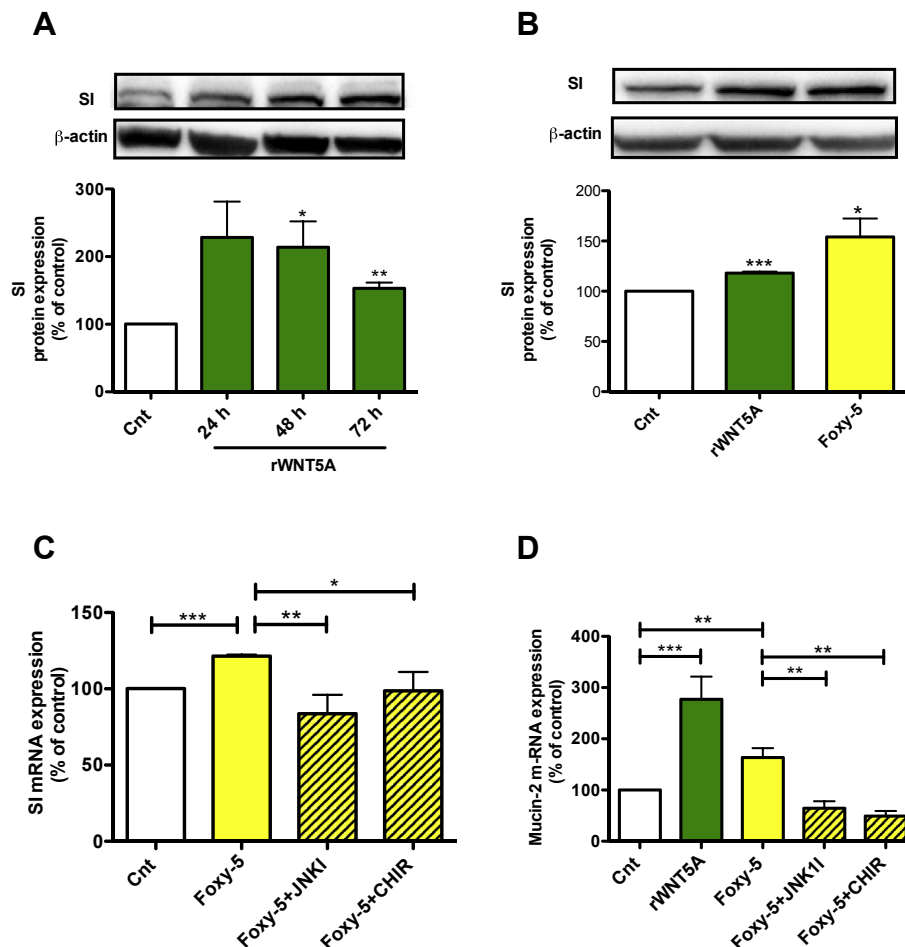 A
SI
β-actin
SI
protein expression
(% of control)
300
200
100
0
*
**
Cnt
24 h
48 h
72 h
rWNT5A
B
SI
β-actin
SI
protein expression
(% of control)
200
150
100
50
0
***
*
Cnt
rWNT5A
Foxy-5
C
SI mRNA expression
(% of control)
150
100
50
0
*
***
**
Cnt
Foxy-5
Foxy-5+JNKI
Foxy-5+CHIR
D
Mucin-2 m-RNA expression
(% of control)
400
300
200
100
0
**
***
**
**
Cnt
rWNT5A
Foxy-5
Foxy-5+JNK1I
Foxy-5+CHIR